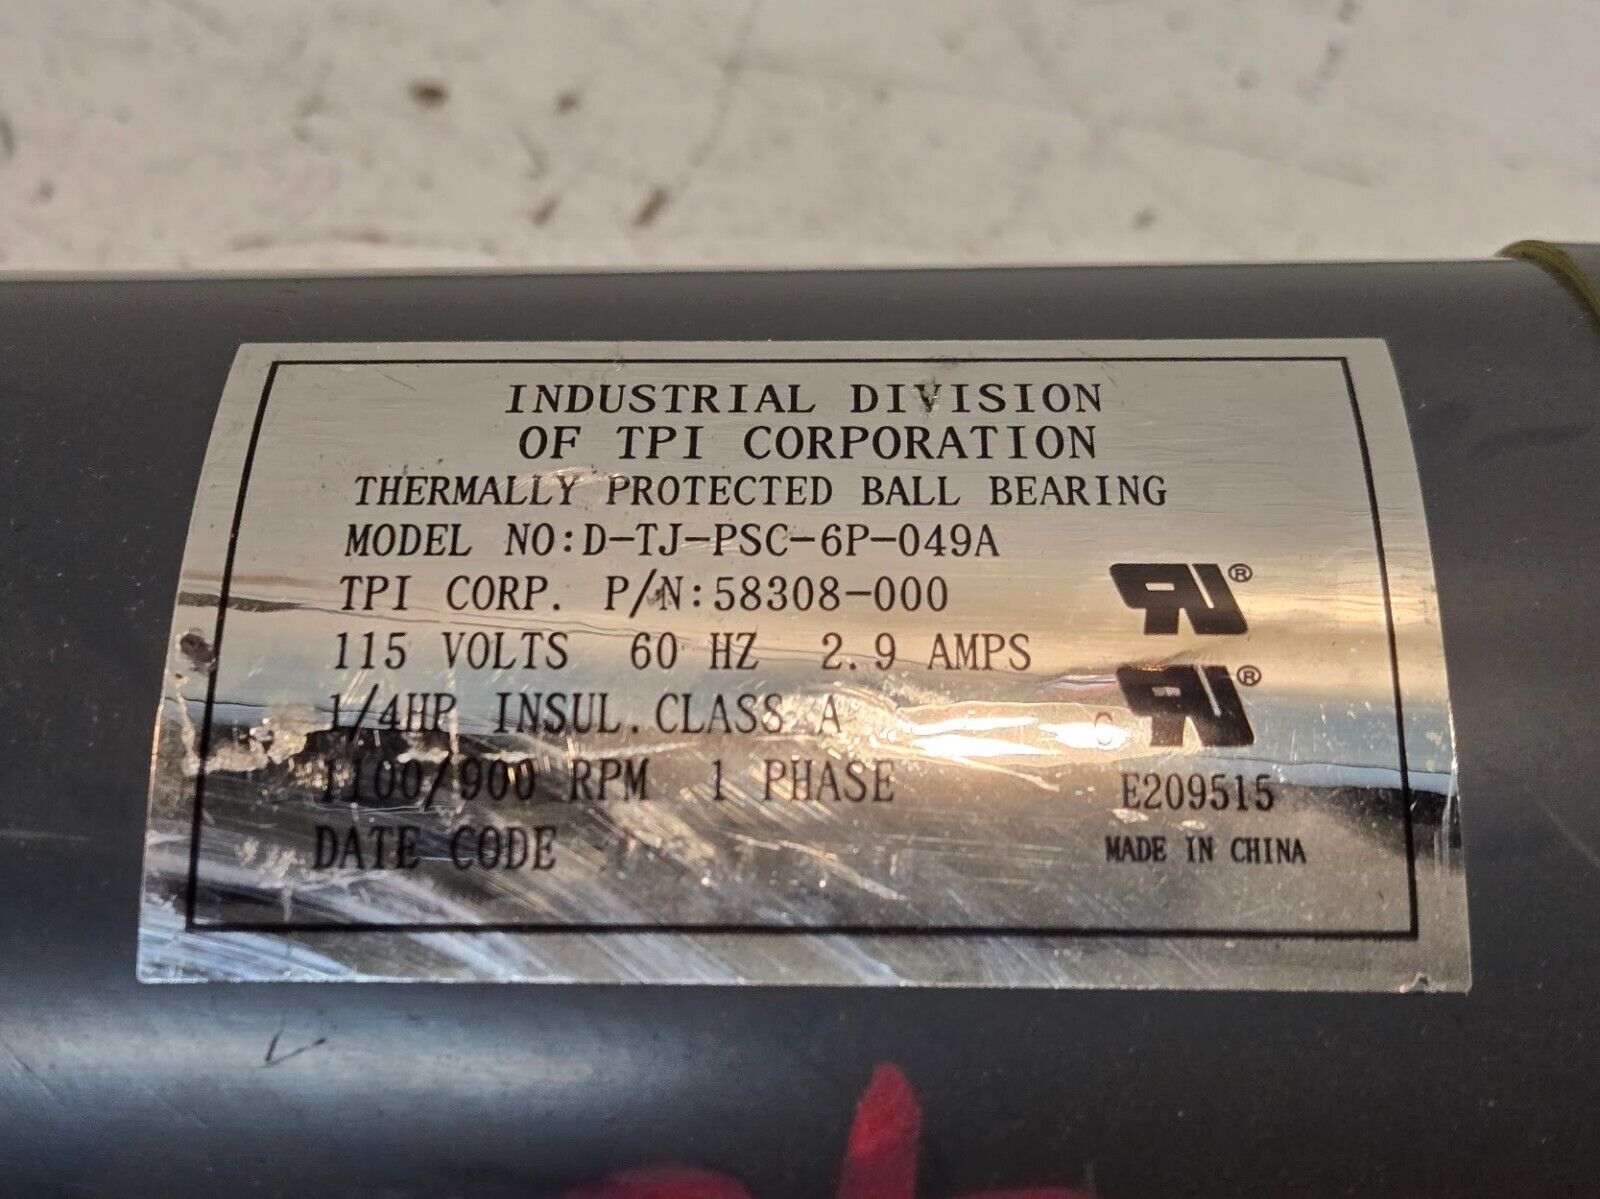 INDUSTRIAL DIVISION
OF TPI CORPORATION
THERMALLY PROTECTED BALL BEARING
MODEL NO:D-TJ-PSC-6P-049A
TPI CORP. P/N:58308-000
115 VOLTS 60 HZ 2.9 AMPS
1/4HP INSUL.CLASS A
1100/900 RPM 1 PHASE
DATE CODE
RU®
c RU®
E209515
MADE IN CHINA